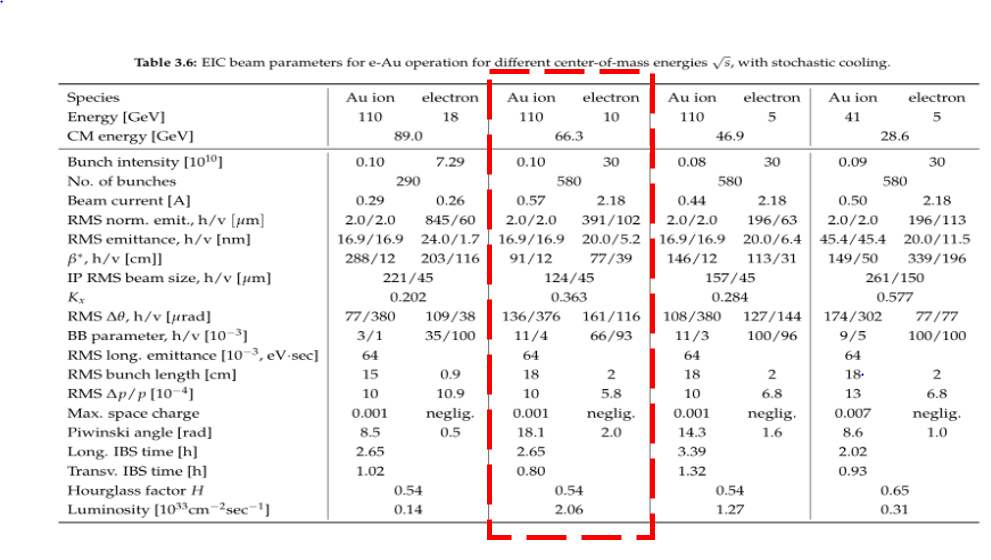 Table 3.6: EIC beam parameters for e-Au operation for different center-of-mass energies √s, with stochastic cooling.
Species Au ion electron Au ion electron Au ion electron Au ion electron
Energy [GeV] 110 18 110 10 110 5 41 5
CM energy [GeV] 89.0 66.3 46.9 28.6
Bunch intensity [10¹⁰] 0.10 7.29 0.10 30 0.08 30 0.09 30
No. of bunches 290 580 580 580
Beam current [A] 0.29 0.26 0.57 2.18 0.44 2.18 0.50 2.18
RMS norm. emit., h/v [μm] 2.0/2.0 845/60 2.0/2.0 391/102 2.0/2.0 196/63 2.0/2.0 196/113
RMS emittance, h/v [nm] 16.9/16.9 24.0/1.7 16.9/16.9 20.0/5.2 16.9/16.9 20.0/6.4 45.4/45.4 20.0/11.5
β*, h/v [cm]] 288/12 203/116 91/12 77/39 146/12 113/31 149/50 339/196
IP RMS beam size, h/v [μm] 221/45 124/45 157/45 261/150
Kₓ 0.202 0.363 0.284 0.577
RMS Δθ, h/v [μrad] 77/380 109/38 136/376 161/116 108/380 127/144 174/302 77/77
BB parameter, h/v [10⁻³] 3/1 35/100 11/4 66/93 11/3 100/96 9/5 100/100
RMS long. emittance [10⁻³, eV·sec] 64 64 64 64
RMS bunch length [cm] 15 0.9 18 2 18 2 18 2
RMS Δp/p [10⁻⁴] 10 10.9 10 5.8 10 6.8 13 6.8
Max. space charge 0.001 neglig. 0.001 neglig. 0.001 neglig. 0.007 neglig.
Piwinski angle [rad] 8.5 0.5 18.1 2.0 14.3 1.6 8.6 1.0
Long. IBS time [h] 2.65 2.65 3.39 2.02
Transv. IBS time [h] 1.02 0.80 1.32 0.93
Hourglass factor H 0.54 0.54 0.54 0.65
Luminosity [10³³cm⁻²sec⁻¹] 0.14 2.06 1.27 0.31